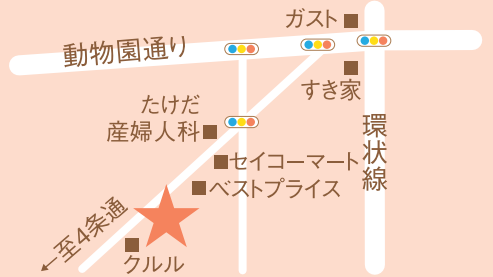 ガスト
動物園通り
すき家
たけだ
産婦人科
環状線
セイコーマート
ベストプライス
←至4条通
クルル